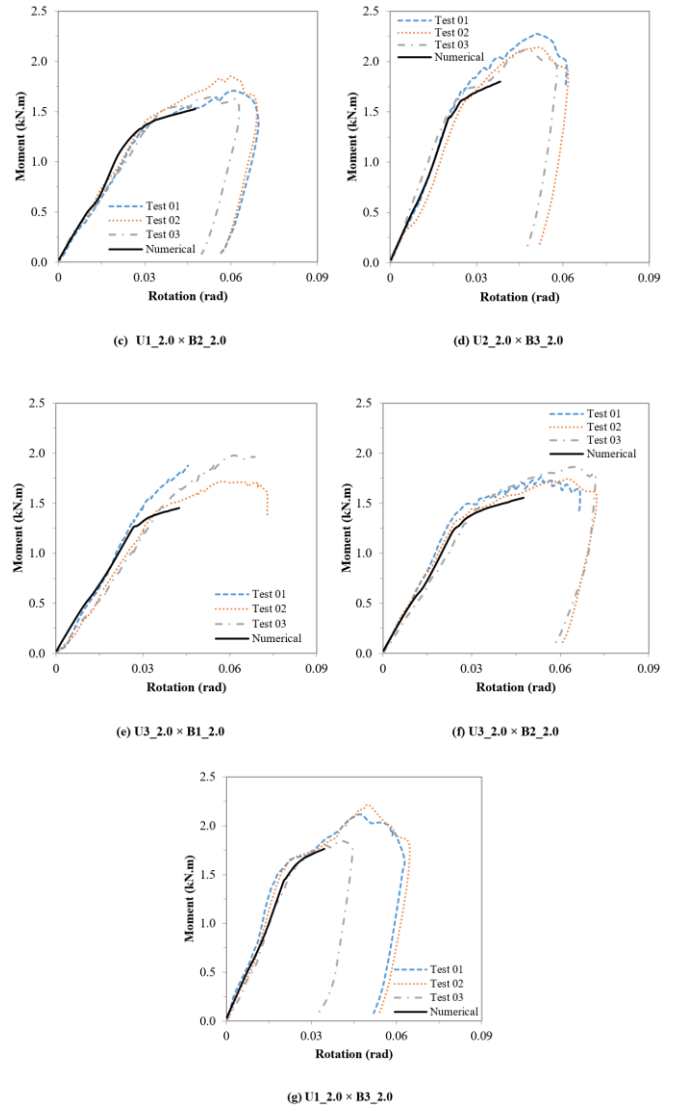 2.5
2.0
1.5
1.0
0.5
0.0
Moment (kN.m)
Test 01
Test 02
Test 03
Numerical
0 0.03 0.06 0.09
Rotation (rad)
(c) U1_2.0 × B2_2.0
2.5
2.0
1.5
1.0
0.5
0.0
Moment (kN.m)
Test 01
Test 02
Test 03
Numerical
0 0.03 0.06 0.09
Rotation (rad)
(d) U2_2.0 × B3_2.0
2.5
2.0
1.5
1.0
0.5
0.0
Moment (kN.m)
Test 01
Test 02
Test 03
Numerical
0 0.03 0.06 0.09
Rotation (rad)
(e) U3_2.0 × B1_2.0
2.5
2.0
1.5
1.0
0.5
0.0
Moment (kN.m)
Test 01
Test 02
Test 03
Numerical
0 0.03 0.06 0.09
Rotation (rad)
(f) U3_2.0 × B2_2.0
2.5
2.0
1.5
1.0
0.5
0.0
Moment (kN.m)
Test 01
Test 02
Test 03
Numerical
0 0.03 0.06 0.09
Rotation (rad)
(g) U1_2.0 × B3_2.0